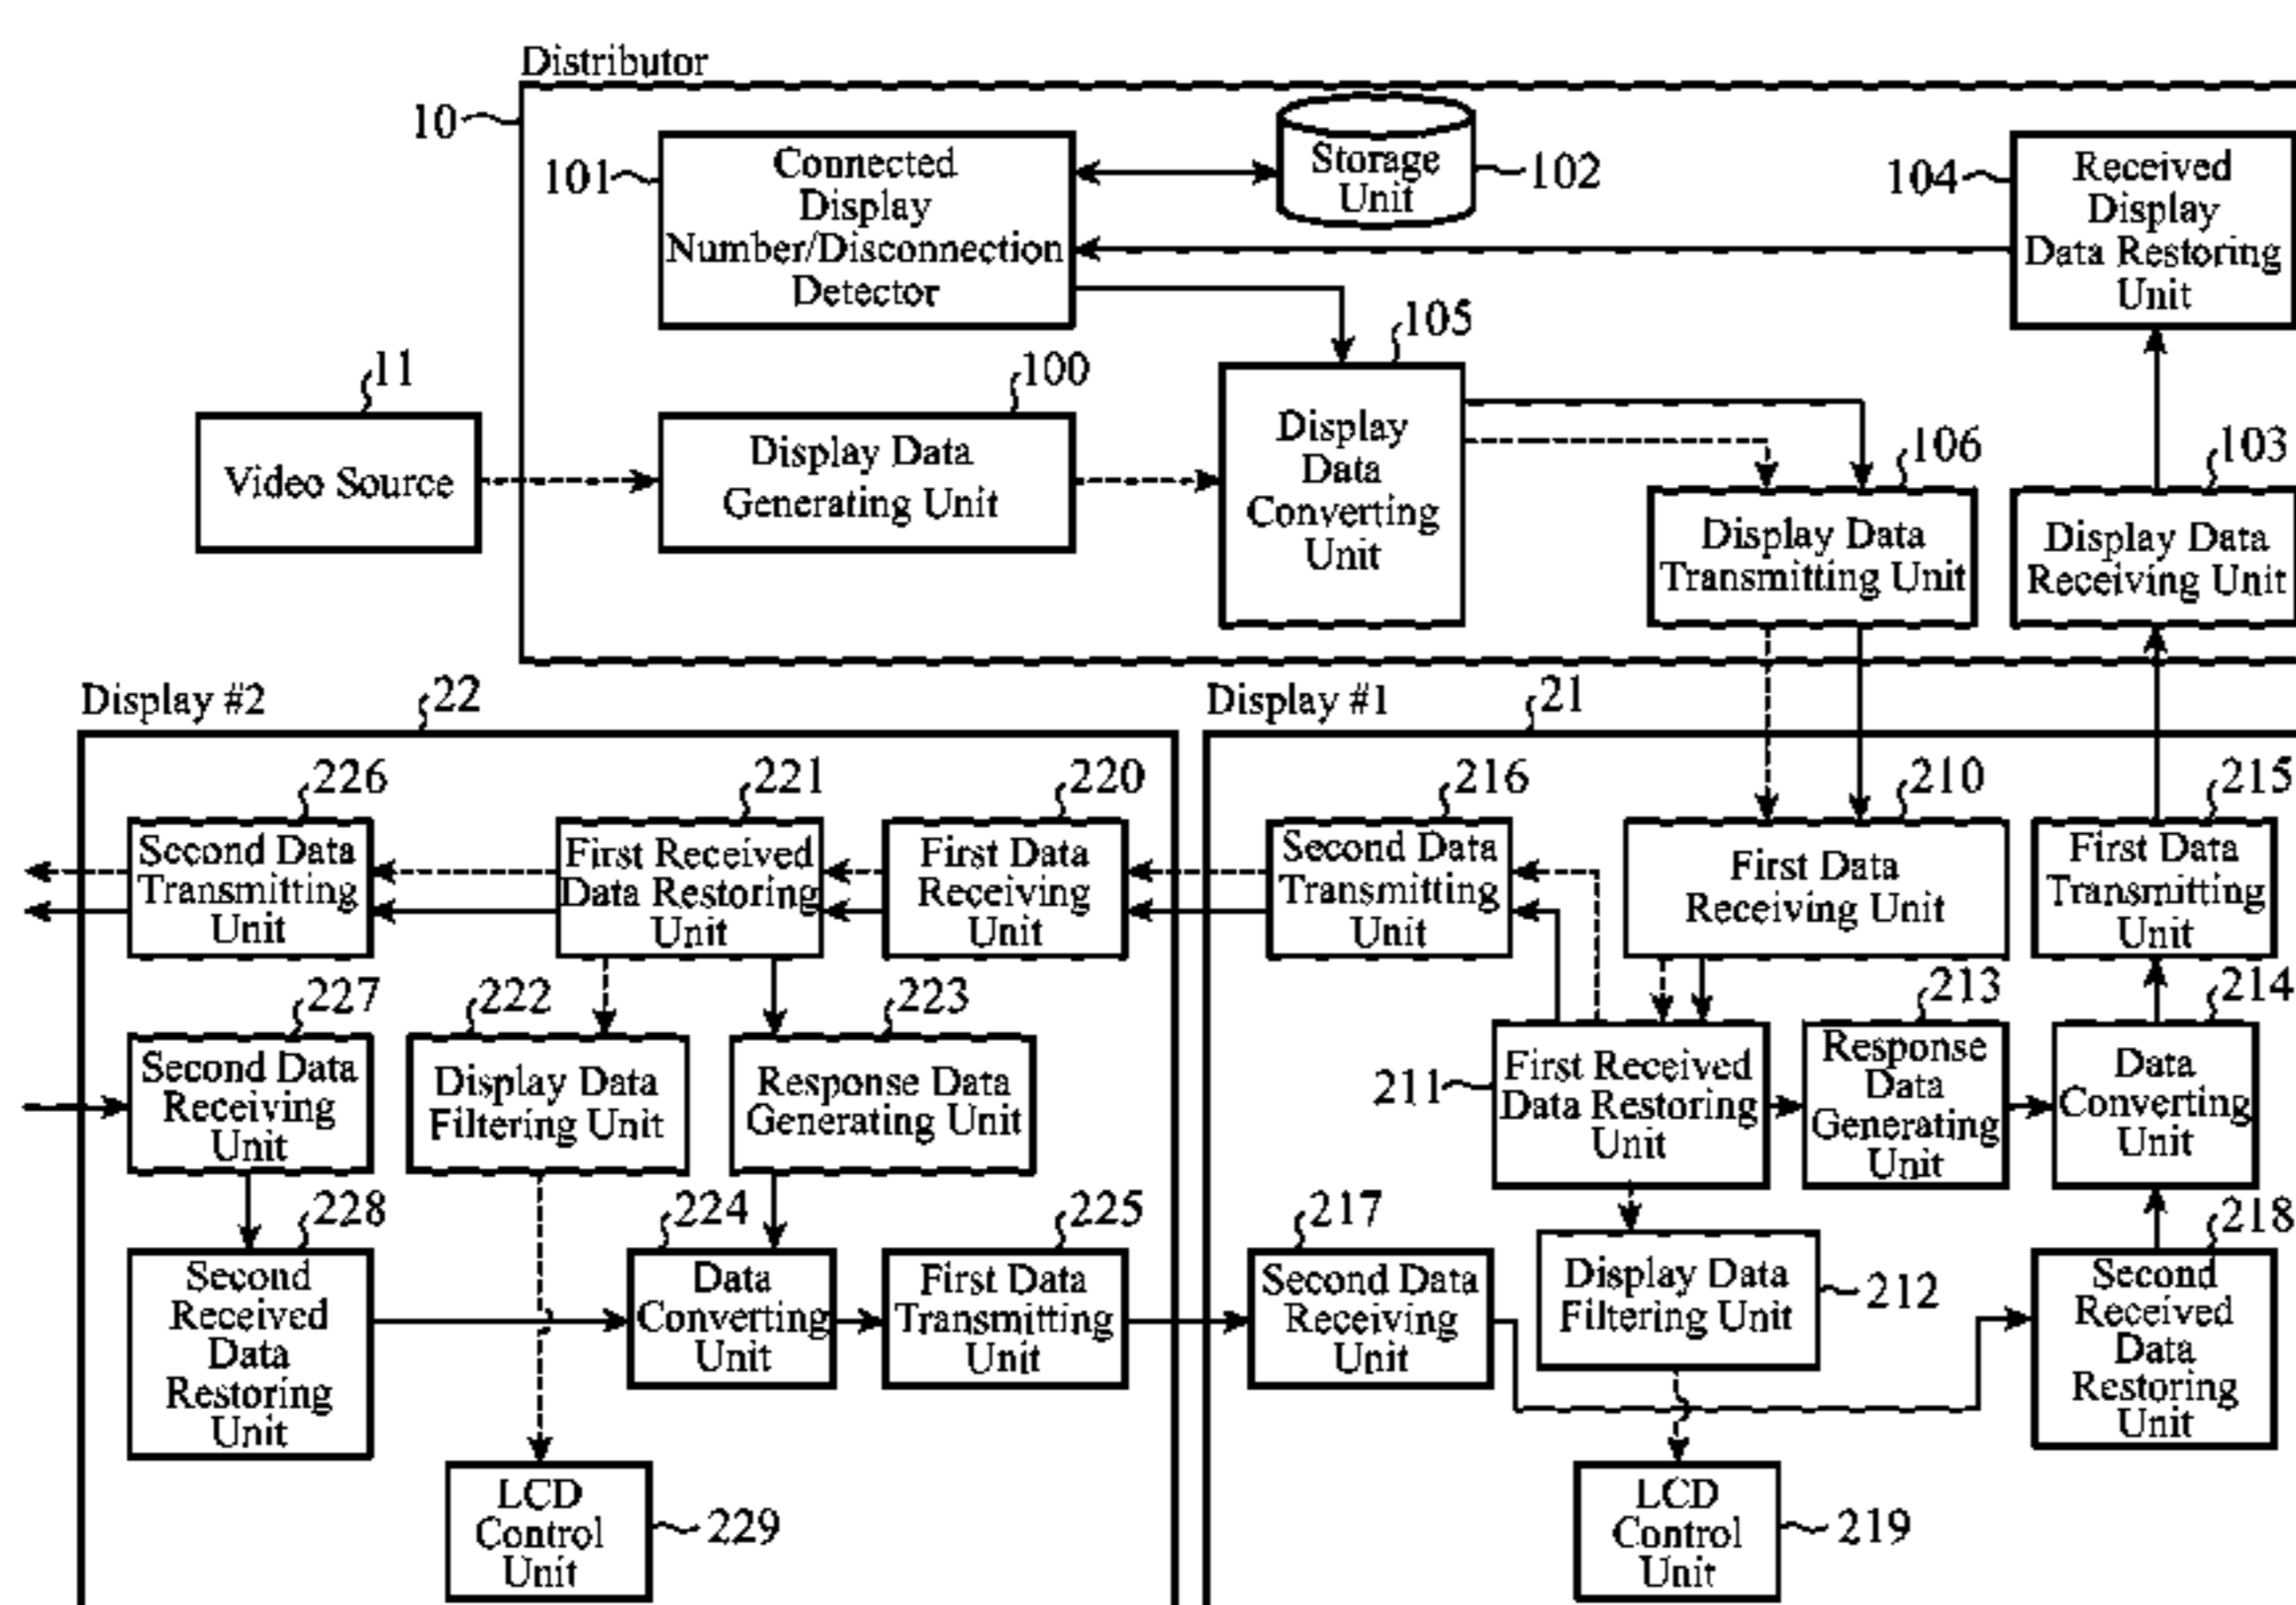 Distributor
10
101
Connected
Display
Number/Disconnection
Detector
Storage
Unit
102
104
Received
Display
Data Restoring
Unit
11
Video Source
100
Display Data
Generating Unit
105
Display
Data
Converting
Unit
106
Display Data
Transmitting Unit
103
Display Data
Receiving Unit
Display #2
22
Display #1
21
226
Second Data
Transmitting
Unit
221
First Received
Data Restoring
Unit
220
First Data
Receiving
Unit
216
Second Data
Transmitting
Unit
210
First Data
Receiving Unit
215
First Data
Transmitting
Unit
227
Second Data
Receiving
Unit
222
Display Data
Filtering Unit
223
Response Data
Generating Unit
211
First Received
Data Restoring
Unit
213
Response
Data
Generating
Unit
214
Data
Converting
Unit
228
Second
Received
Data
Restoring
Unit
224
Data
Converting
Unit
225
First Data
Transmitting
Unit
217
Second Data
Receiving
Unit
Display Data
Filtering Unit
212
218
Second
Received
Data
Restoring
Unit
LCD
Control
Unit
229
LCD
Control
Unit
219